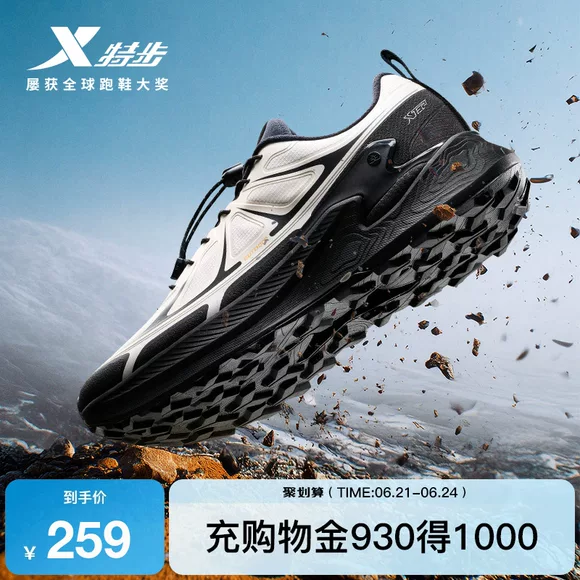 X 特步
屡获全球跑鞋大奖
XTEP
到手价
¥ 259
聚划算（TIME:06.21-06.24）
充购物金930得1000